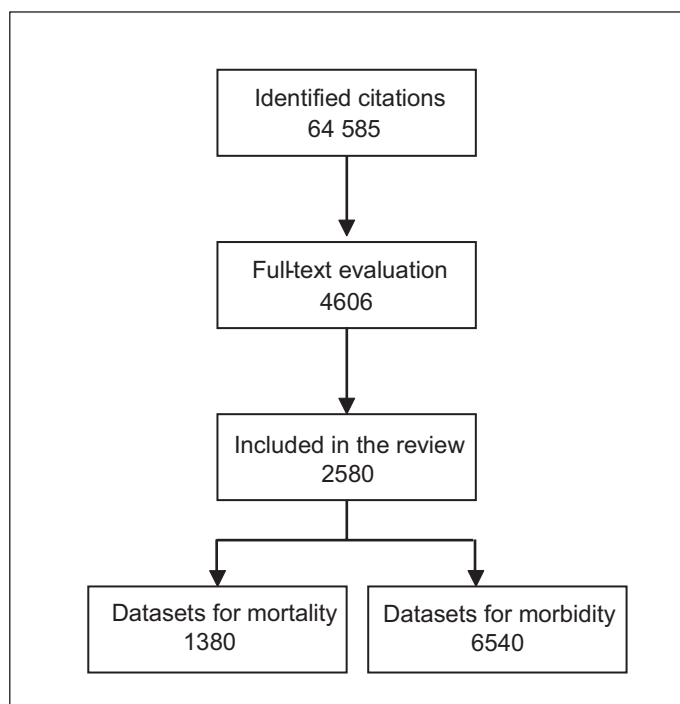 Identified citations
64 585
Full-text evaluation
4606
Included in the review
2580
Datasets for mortality
1380
Datasets for morbidity
6540